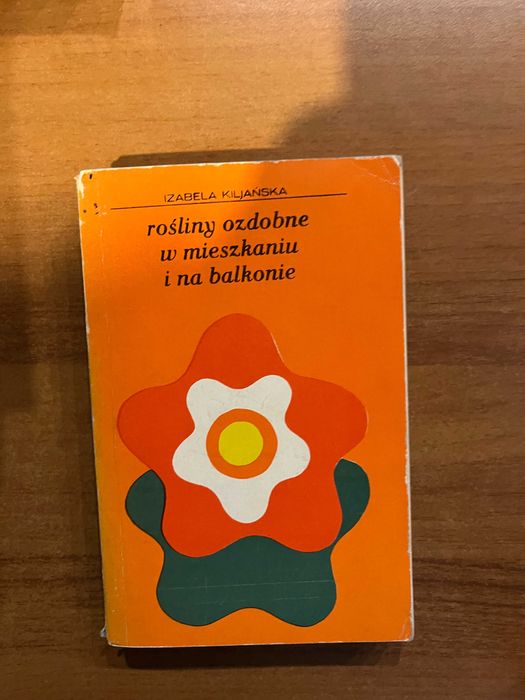 IZABELA KILJAŃSKA
rośliny ozdobne
w mieszkaniu
i na balkonie